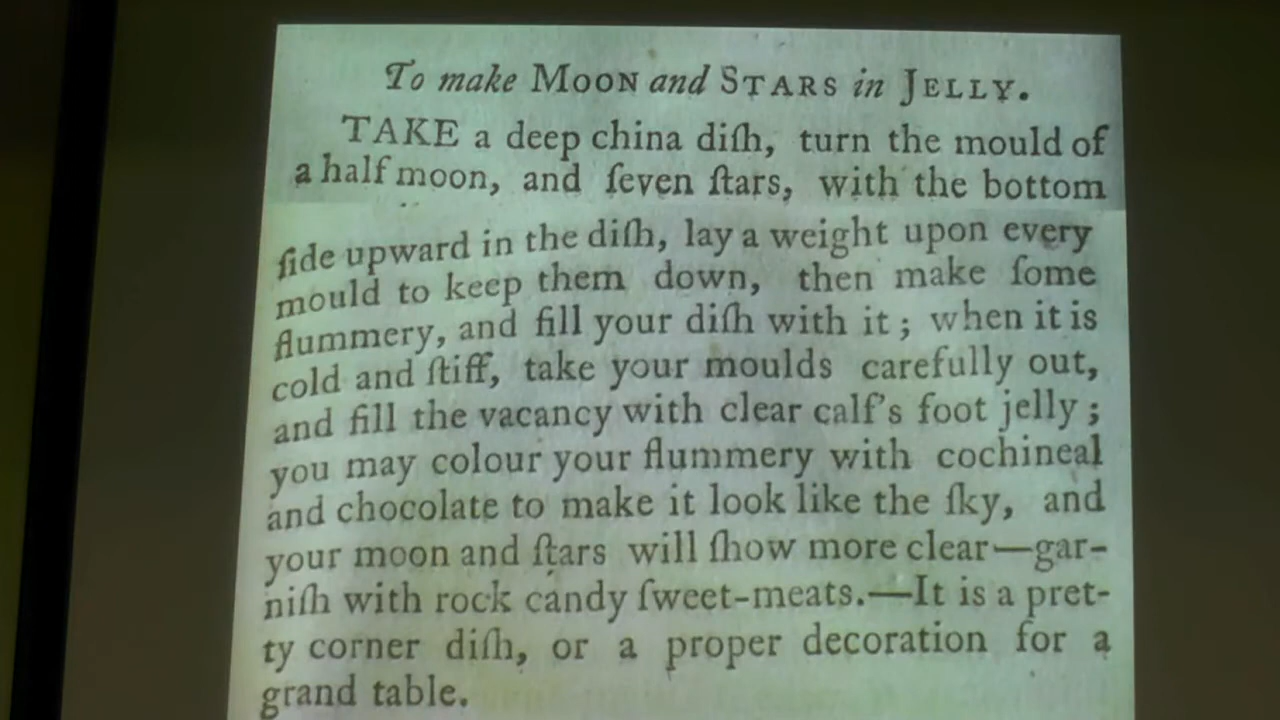 To make MOON and STARS in JELLY.
TAKE a deep china diſh, turn the mould of
a half moon, and ſeven ſtars, with the bottom
ſide upward in the diſh, lay a weight upon every
mould to keep them down, then make ſome
flummery, and fill your diſh with it; when it is
cold and ſtiff, take your moulds carefully out,
and fill the vacancy with clear calf's foot jelly;
you may colour your flummery with cochineal
and chocolate to make it look like the ſky, and
your moon and ſtars will ſhow more clear—gar-
niſh with rock candy ſweet-meats.—It is a pret-
ty corner diſh, or a proper decoration for a
grand table.